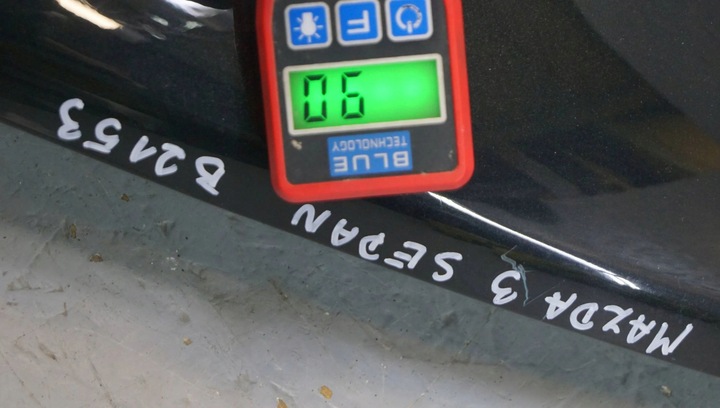 MAZDA 3 SEDAN B2153
BLUE
TECHNOLOGY
90
F